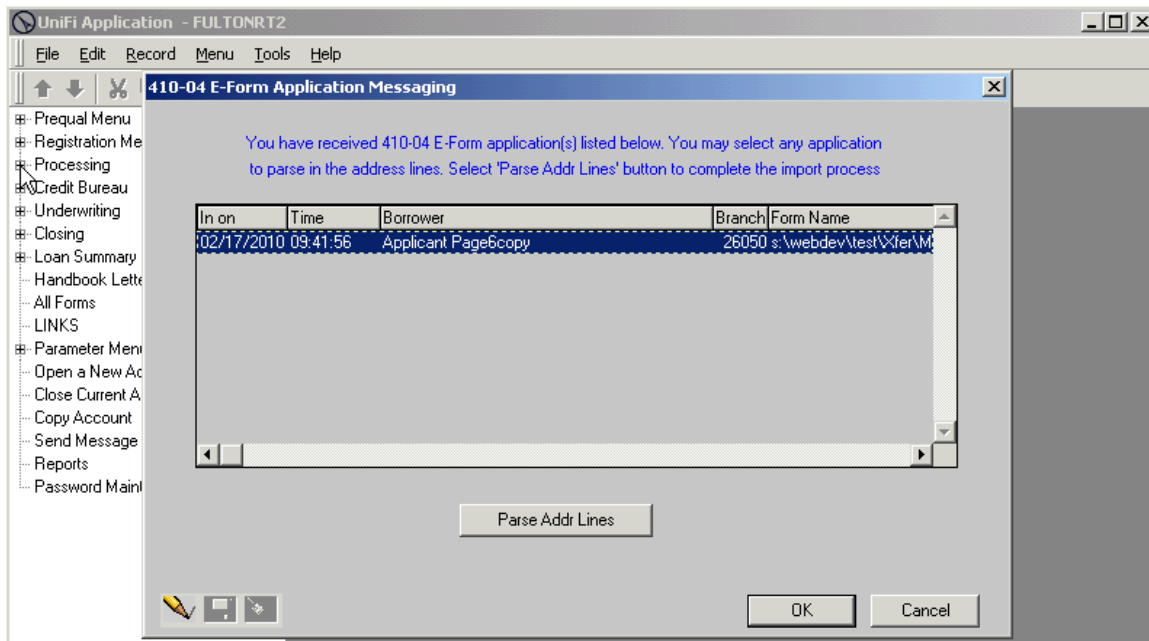 UniFi Application - FULTONRT2
File Edit Record Menu Tools Help
410-04 E-Form Application Messaging
Prequal Menu
Registration Me
Processing
Credit Bureau
Underwriting
Closing
Loan Summary
Handbook Lette
All Forms
LINKS
Parameter Menu
Open a New Ac
Close Current A
Copy Account
Send Message
Reports
Password Maint
You have received 410-04 E-Form application(s) listed below. You may select any application
to parse in the address lines. Select 'Parse Addr Lines' button to complete the import process
In on Time Borrower Branch Form Name
02/17/2010 09:41:56 Applicant Page6copy 26050 s:\webdev\test\Xfer\M
Parse Addr Lines
OK Cancel